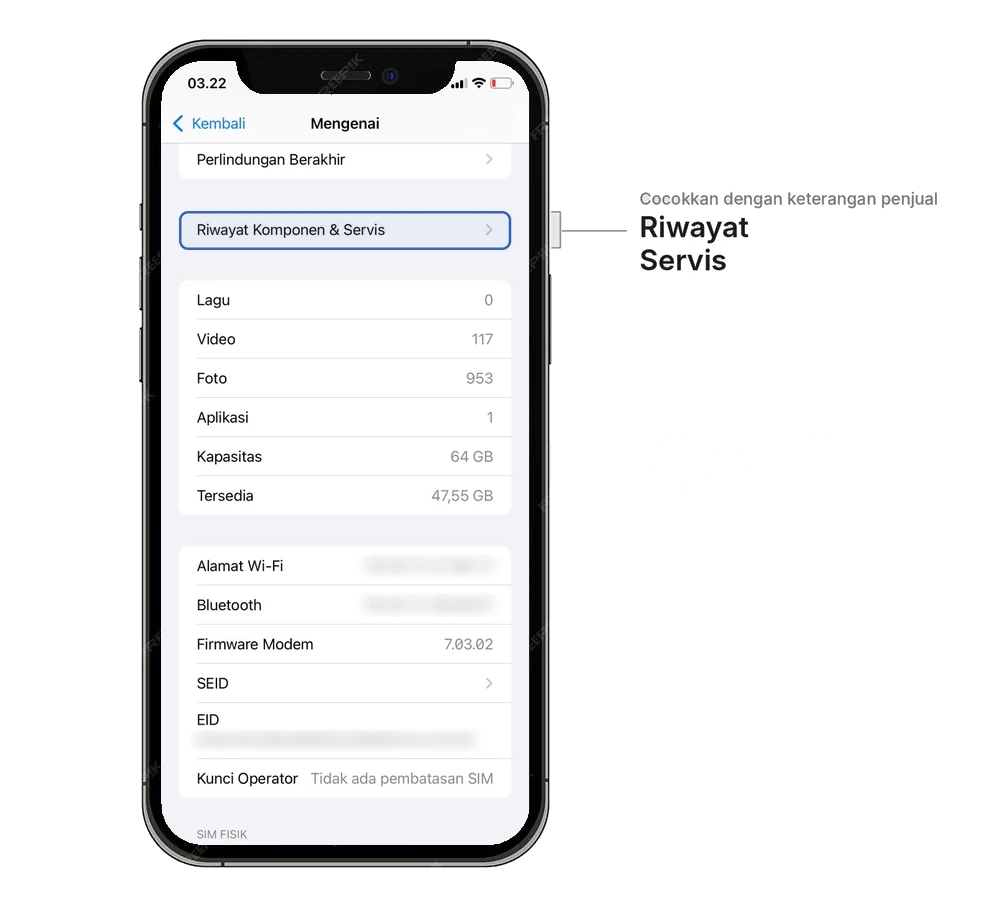 03.22
Kembali
Mengenai
Perlindungan Berakhir
Riwayat Komponen & Servis
Cocokkan dengan keterangan penjual
Riwayat
Servis
Lagu 0
Video 117
Foto 953
Aplikasi 1
Kapasitas 64 GB
Tersedia 47,55 GB
Alamat Wi-Fi
Bluetooth
Firmware Modem 7.03.02
SEID
EID
Kunci Operator Tidak ada pembatasan SIM
SIM FISIK